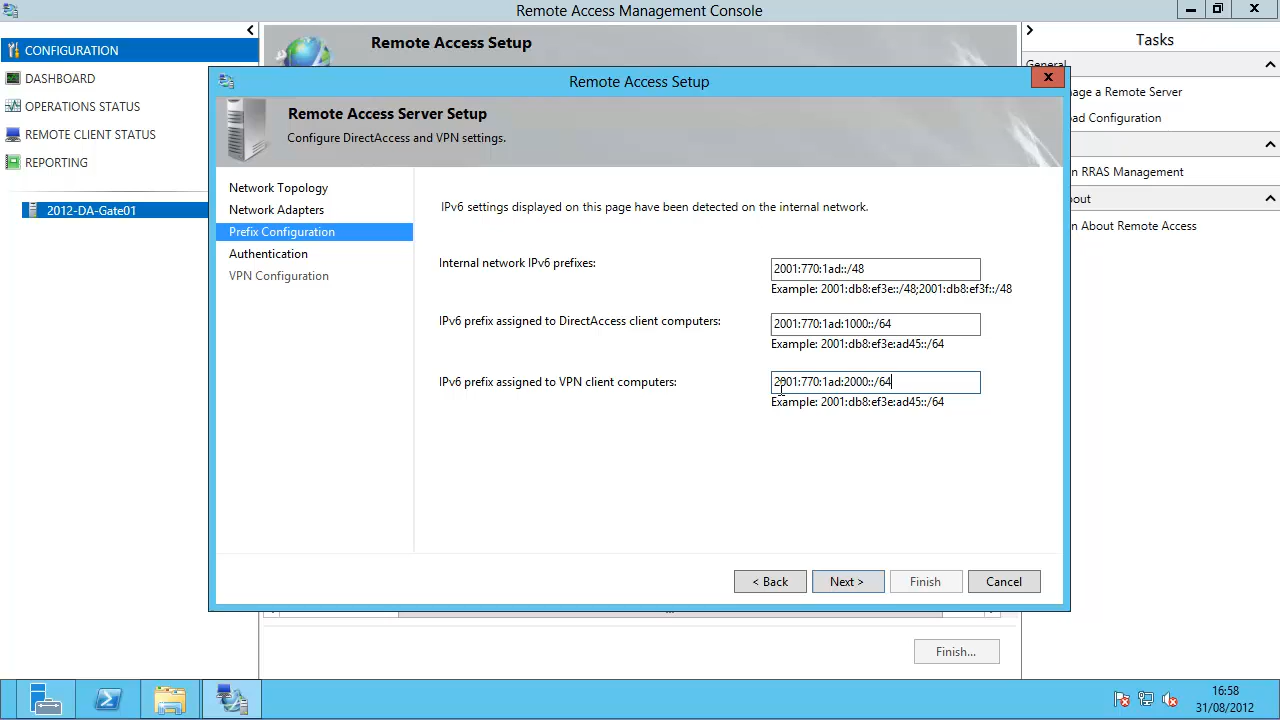 Remote Access Management Console
CONFIGURATION
DASHBOARD
OPERATIONS STATUS
REMOTE CLIENT STATUS
REPORTING
2012-DA-Gate01
Remote Access Setup
Remote Access Setup
Remote Access Server Setup
Configure DirectAccess and VPN settings.
Network Topology
Network Adapters
Prefix Configuration
Authentication
VPN Configuration
IPv6 settings displayed on this page have been detected on the internal network.
Internal network IPv6 prefixes:
2001:770:1ad::/48
Example: 2001:db8:ef3e::/48;2001:db8:ef3f::/48
IPv6 prefix assigned to DirectAccess client computers:
2001:770:1ad:1000::/64
Example: 2001:db8:ef3e:ad45::/64
IPv6 prefix assigned to VPN client computers:
2001:770:1ad:2000::/64
Example: 2001:db8:ef3e:ad45::/64
< Back
Next >
Finish
Cancel
Finish...
Tasks
General
age a Remote Server
ad Configuration
n RRAS Management
out
n About Remote Access
16:58
31/08/2012